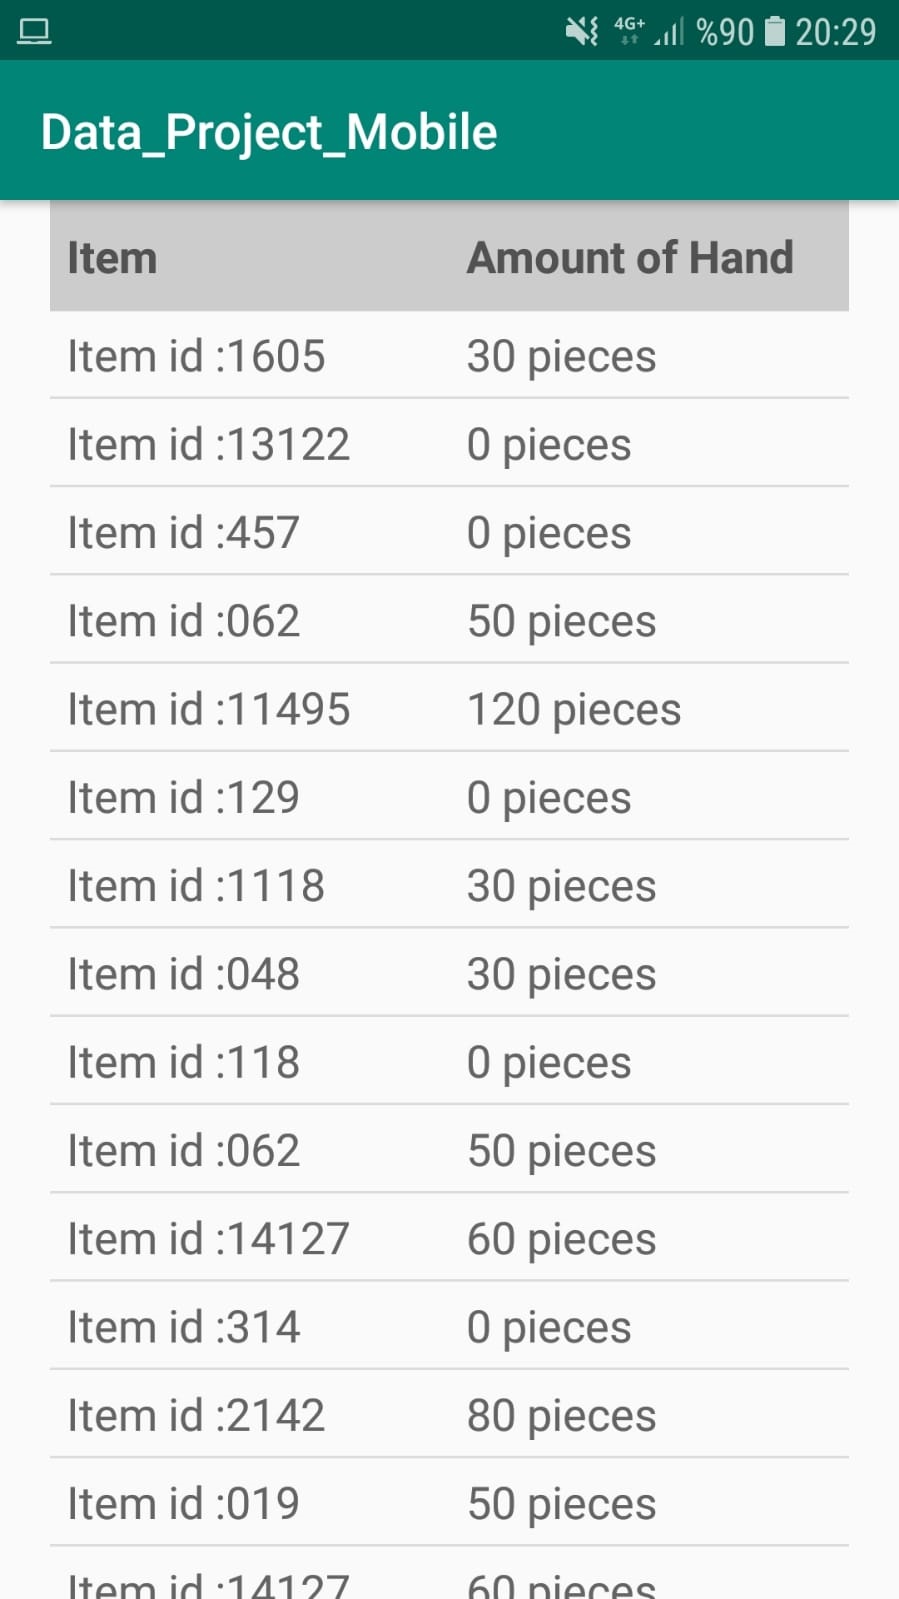 4G+ %90 20:29
Data_Project_Mobile
Item Amount of Hand
Item id :1605 30 pieces
Item id :13122 0 pieces
Item id :457 0 pieces
Item id :062 50 pieces
Item id :11495 120 pieces
Item id :129 0 pieces
Item id :1118 30 pieces
Item id :048 30 pieces
Item id :118 0 pieces
Item id :062 50 pieces
Item id :14127 60 pieces
Item id :314 0 pieces
Item id :2142 80 pieces
Item id :019 50 pieces
Item id :14127 60 pieces